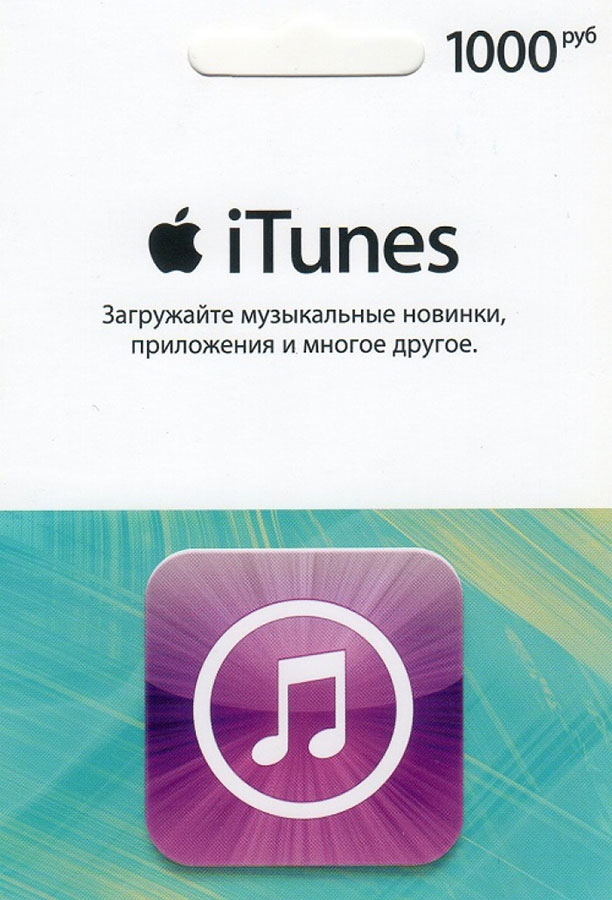 1000 руб
iTunes
Загружайте музыкальные новинки,
приложения и многое другое.